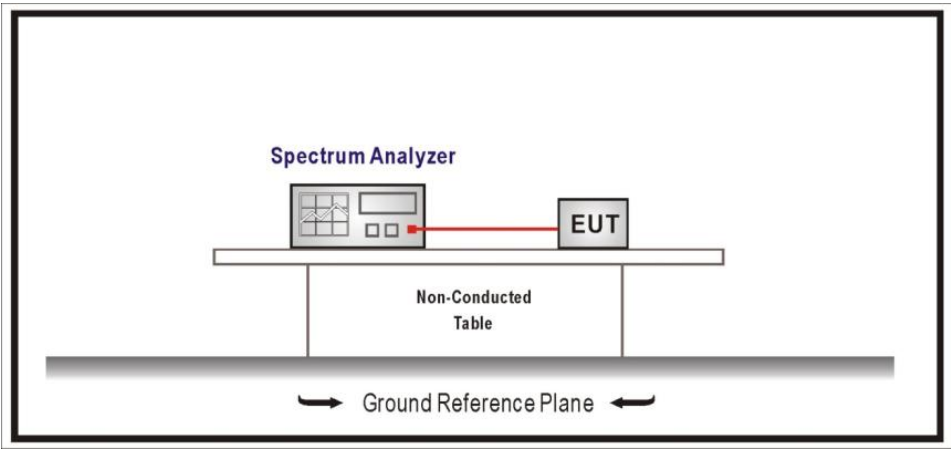 Spectrum Analyzer
EUT
Non-Conducted
Table
Ground Reference Plane